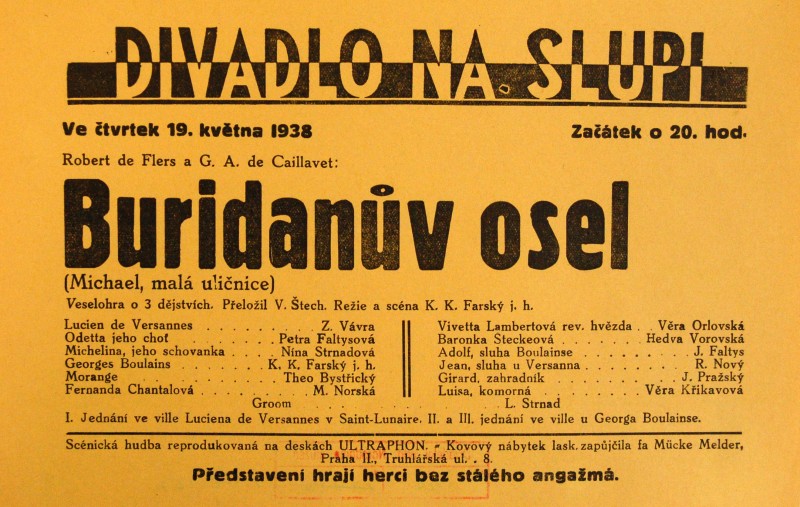 DIVADLO NA SLUPI
Ve čtvrtek 19. května 1938 Začátek o 20. hod.
Robert de Flers a G. A. de Caillavet:
Buridanův osel
(Michael, malá uličnice)
Veselohra o 3 dějstvích. Přeložil V. Štech. Režie a scéna K. K. Farský j. h.
Lucien de Versannes . . . . . . . . Z. Vávra
Odetta jeho choť . . . . . Petra Faltysová
Michelina, jeho schovanka . . . Nína Strnadová
Georges Boulains . . . . K. K. Farský j. h.
Morange . . . . . . . Theo Bystřický
Fernanda Chantalová . . . . . . M. Norská
Vivetta Lambertová rev. hvězda . Věra Orlovská
Baronka Steckeová . . . . . Hedva Vorovská
Adolf, sluha Boulainse . . . . . . J. Faltys
Jean, sluha u Versanna . . . . . . R. Nový
Girard, zahradník . . . . . . . J. Pražský
Luisa, komorná . . . . . . Věra Křikavová
Groom . . . . . . . . . . . L. Strnad
I. Jednání ve ville Luciena de Versannes v Saint-Lunaire. II. a III. jednání ve ville u Georga Boulainse.
Scénická hudba reprodukovaná na deskách ULTRAPHON. - Kovový nábytek lask. zapůjčila fa Mücke Melder,
Praha II., Truhlářská ul. . 8.
Představení hrají herci bez stálého angažmá.